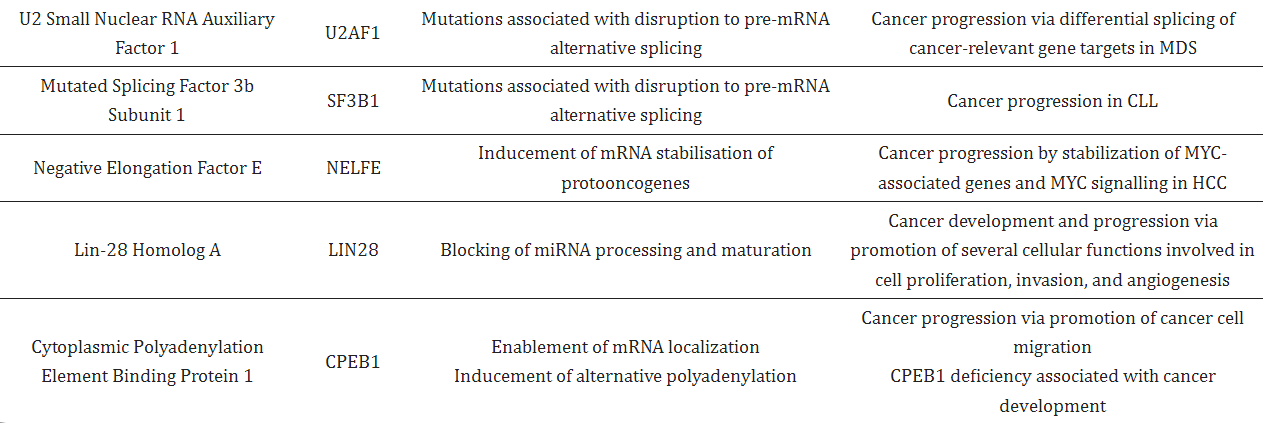 U2 Small Nuclear RNA Auxiliary
Factor 1
U2AF1
Mutations associated with disruption to pre-mRNA
alternative splicing
Cancer progression via differential splicing of
cancer-relevant gene targets in MDS
Mutated Splicing Factor 3b
Subunit 1
SF3B1
Mutations associated with disruption to pre-mRNA
alternative splicing
Cancer progression in CLL
Negative Elongation Factor E
NELFE
Inducement of mRNA stabilisation of
protooncogenes
Cancer progression by stabilization of MYC-
associated genes and MYC signalling in HCC
Lin-28 Homolog A
LIN28
Blocking of miRNA processing and maturation
Cancer development and progression via
promotion of several cellular functions involved in
cell proliferation, invasion, and angiogenesis
Cytoplasmic Polyadenylation
Element Binding Protein 1
CPEB1
Enablement of mRNA localization
Inducement of alternative polyadenylation
Cancer progression via promotion of cancer cell
migration
CPEB1 deficiency associated with cancer
development